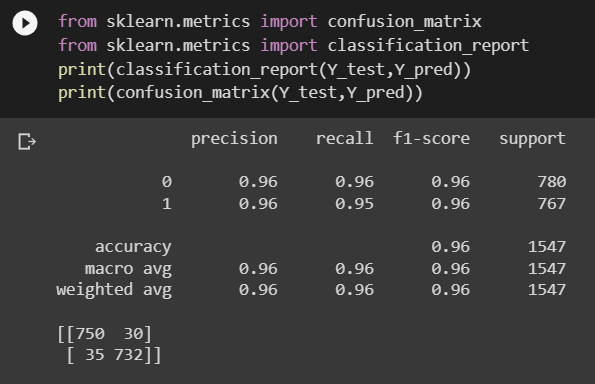 from sklearn.metrics import confusion_matrix
from sklearn.metrics import classification_report
print(classification_report(Y_test,Y_pred))
print(confusion_matrix(Y_test,Y_pred))
precision recall f1-score support
0 0.96 0.96 0.96 780
1 0.96 0.95 0.96 767
accuracy 0.96 1547
macro avg 0.96 0.96 0.96 1547
weighted avg 0.96 0.96 0.96 1547
[[750 30]
[ 35 732]]